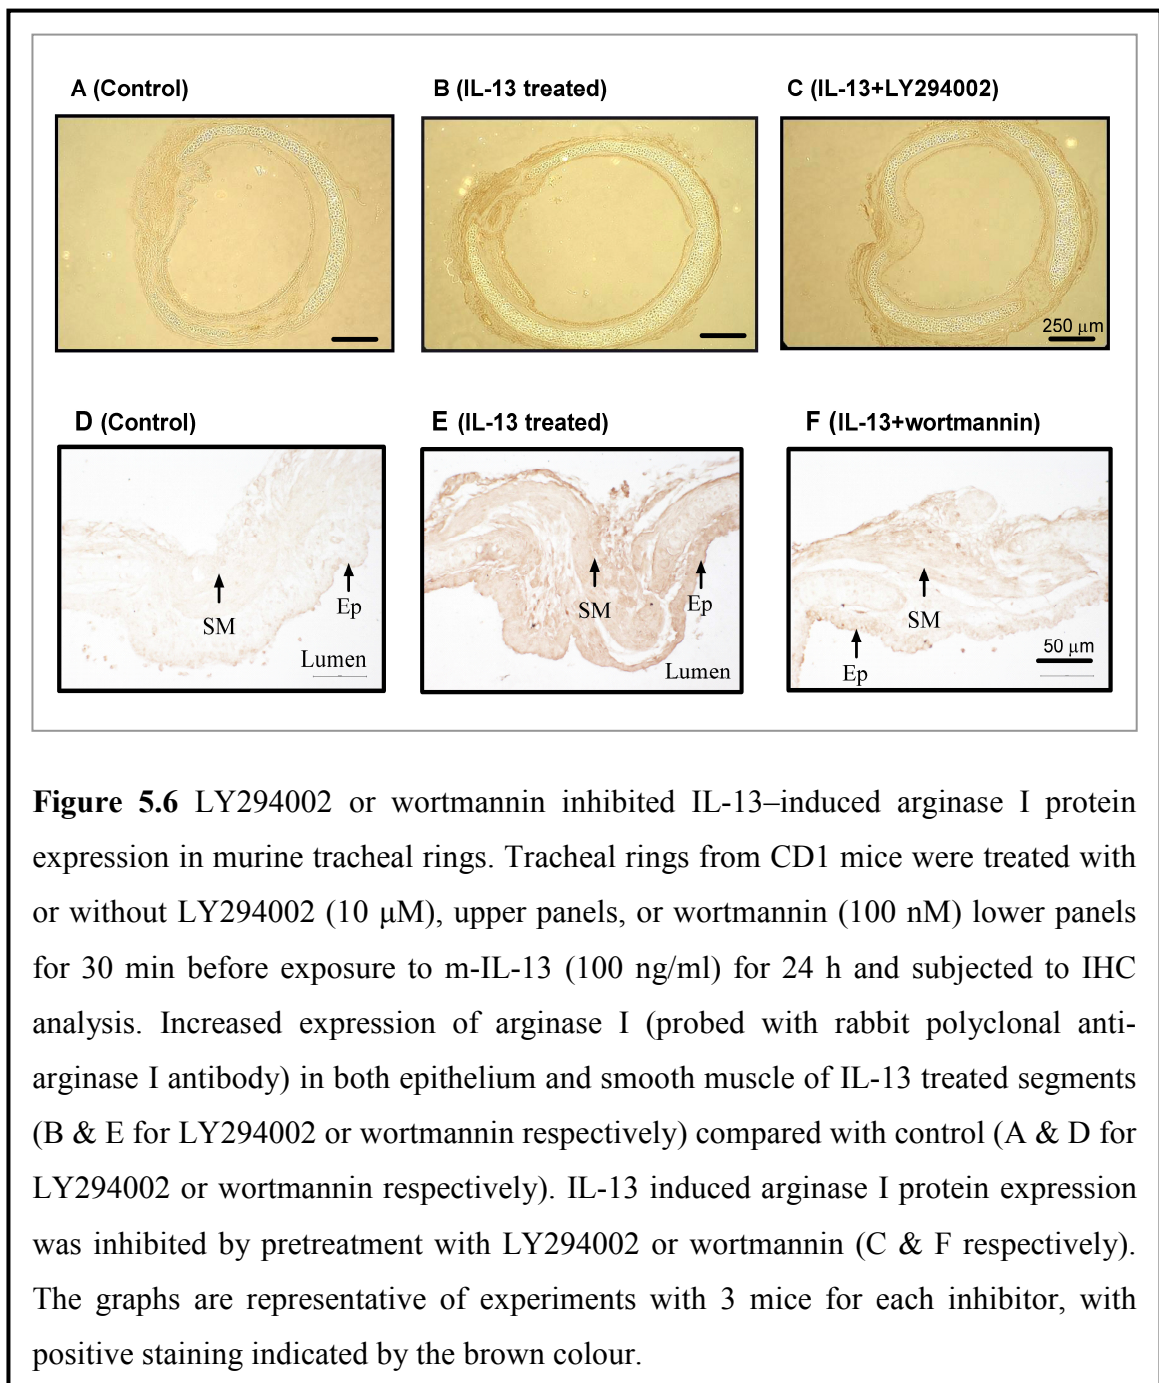 A (Control) B (IL-13 treated) C (IL-13+LY294002)
250 μm
D (Control) E (IL-13 treated) F (IL-13+wortmannin)
SM Ep Lumen
SM Ep Lumen
SM Ep 50 μm
Figure 5.6 LY294002 or wortmannin inhibited IL-13–induced arginase I protein
expression in murine tracheal rings. Tracheal rings from CD1 mice were treated with
or without LY294002 (10 μM), upper panels, or wortmannin (100 nM) lower panels
for 30 min before exposure to m-IL-13 (100 ng/ml) for 24 h and subjected to IHC
analysis. Increased expression of arginase I (probed with rabbit polyclonal anti-
arginase I antibody) in both epithelium and smooth muscle of IL-13 treated segments
(B & E for LY294002 or wortmannin respectively) compared with control (A & D for
LY294002 or wortmannin respectively). IL-13 induced arginase I protein expression
was inhibited by pretreatment with LY294002 or wortmannin (C & F respectively).
The graphs are representative of experiments with 3 mice for each inhibitor, with
positive staining indicated by the brown colour.